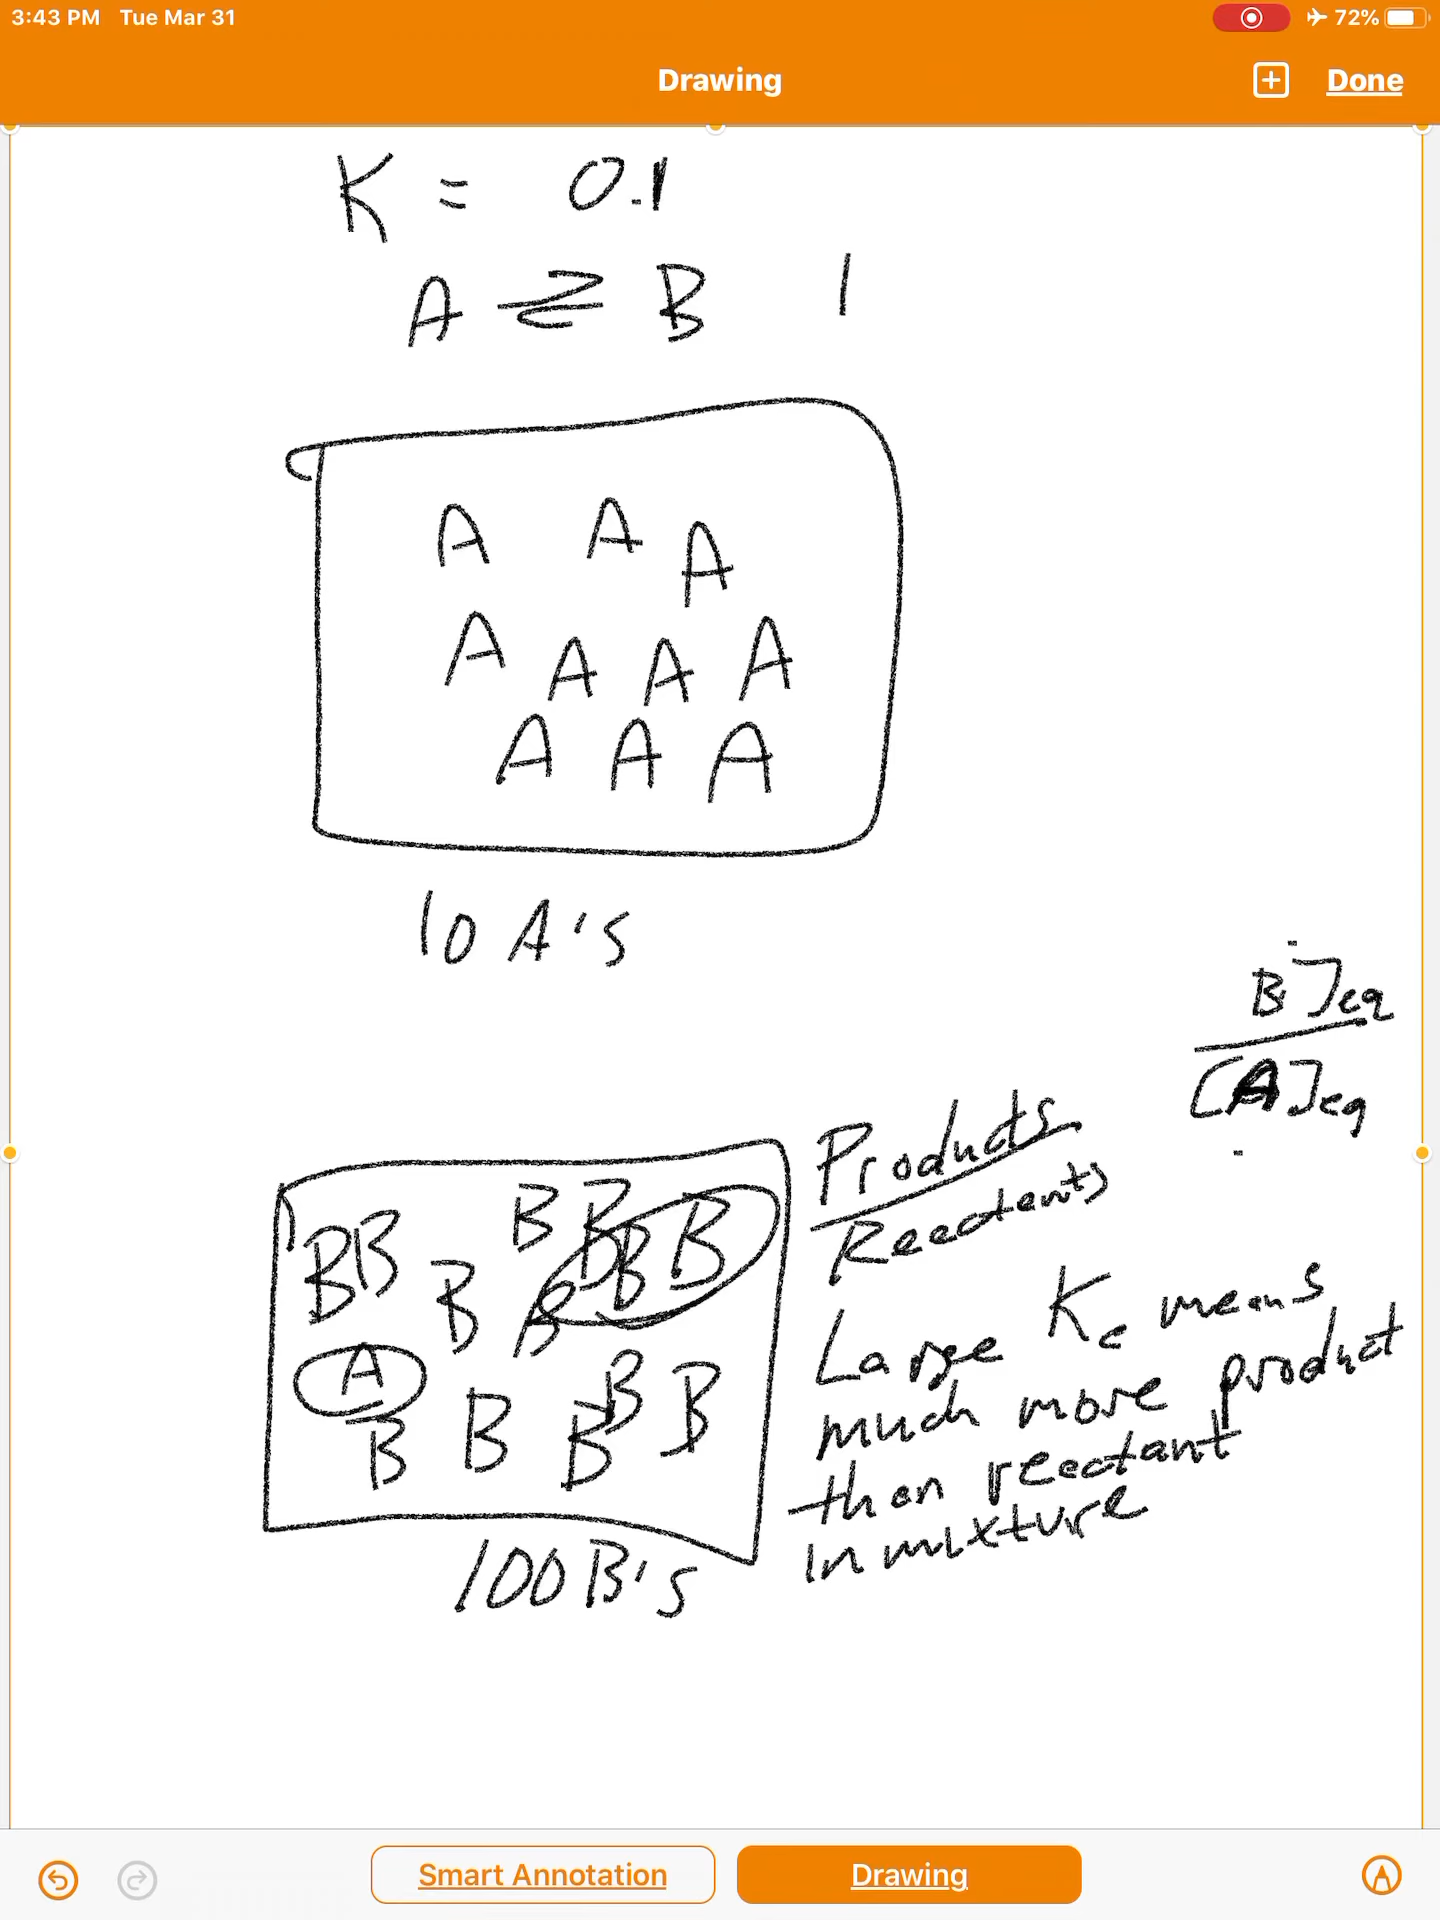 3:43 PM Tue Mar 31
72%
Drawing
Done
K = 0.1
A ⇌ B 1
A A A
A A A A
A A A
10 A's
B]eq
[A]eq
Products
Reactants
B B B B B B
B B
A
B B B B B
100 B's
Large Kc means
much more product
than reactant
in mixture
Smart Annotation
Drawing